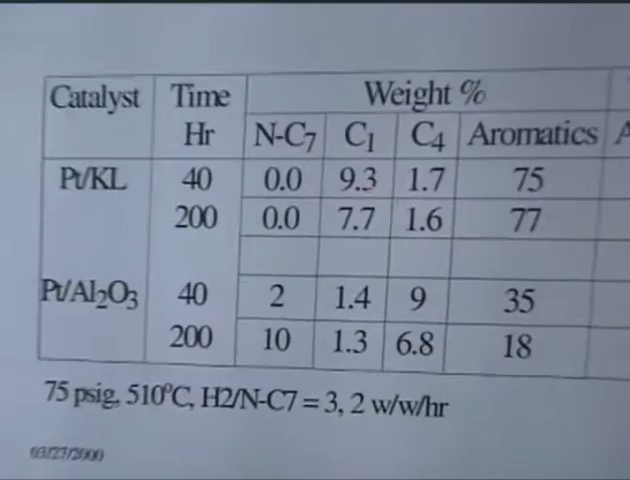 Catalyst Time Weight %
Hr N-C7 C1 C4 Aromatics A
Pt/KL 40 0.0 9.3 1.7 75
200 0.0 7.7 1.6 77
Pt/Al2O3 40 2 1.4 9 35
200 10 1.3 6.8 18
75 psig, 510°C, H2/N-C7 = 3, 2 w/w/hr
03/27/2000